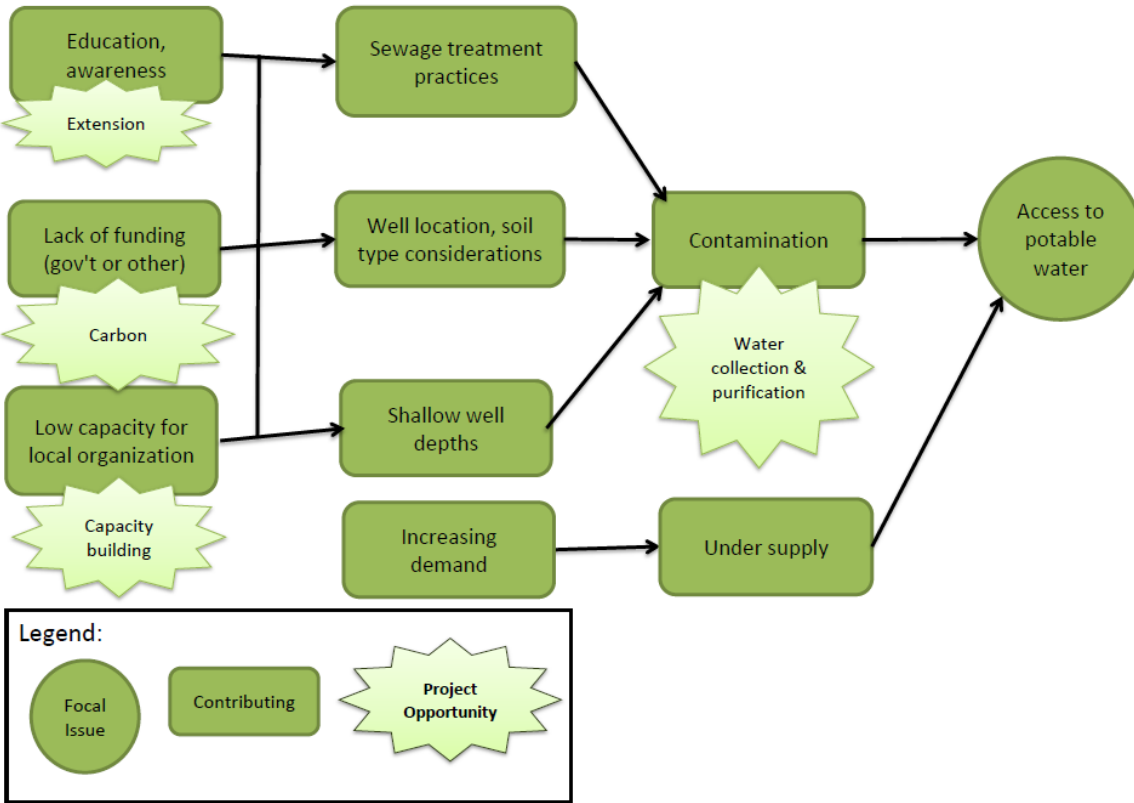 Education,
awareness
Extension
Sewage treatment
practices
Lack of funding
(gov't or other)
Carbon
Well location, soil
type considerations
Contamination
Water
collection &
purification
Access to
potable
water
Low capacity for
local organization
Capacity
building
Shallow well
depths
Increasing
demand
Under supply
Legend:
Focal
Issue
Contributing
Project
Opportunity